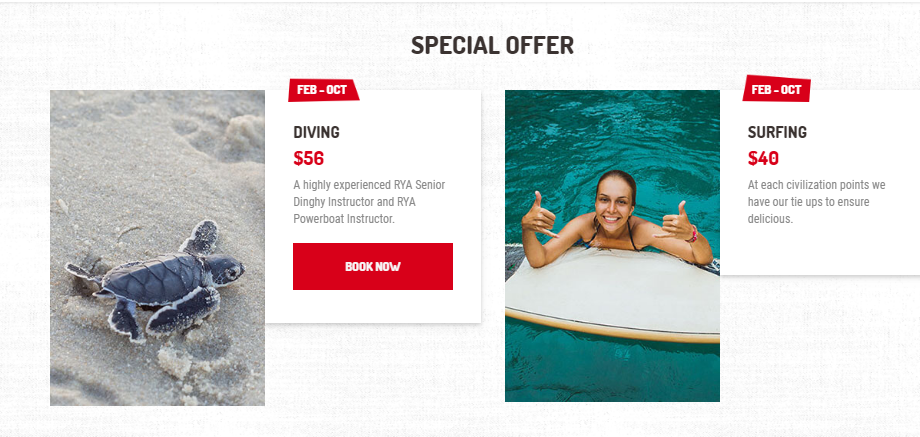 SPECIAL OFFER
FEB - OCT
DIVING
$56
A highly experienced RYA Senior
Dinghy Instructor and RYA
Powerboat Instructor.
BOOK NOW
FEB - OCT
SURFING
$40
At each civilization points we
have our tie ups to ensure
delicious.